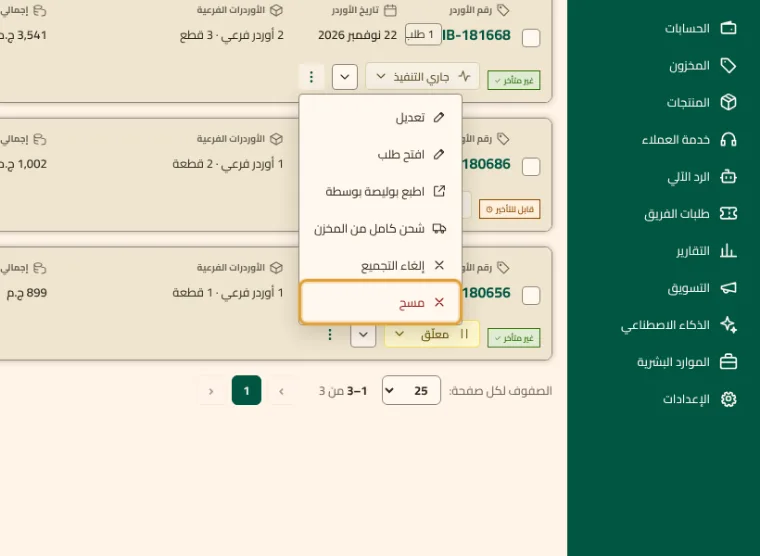 الحسابات
المخزون
المنتجات
خدمة العملاء
الرد الآلي
طلبات الفريق
التقارير
التسويق
الذكاء الاصطناعي
الموارد البشرية
الإعدادات
رقم الأوردر
تاريخ الأوردر
الأوردرات الفرعية
إجمالي
IB-181668
1 طلب
22 نوفمبر 2026
2 أوردر فرعي · 3 قطع
3,541 ج.م
غير متأخر
جاري التنفيذ
تعديل
افتح طلب
اطبع بوليصة بوسطة
شحن كامل من المخزن
إلغاء التجميع
مسح
رقم
الأوردرات الفرعية
إجمالي
180686
1 أوردر فرعي · 2 قطعة
1,002 ج.م
قابل للتأخير
رقم
الأوردرات الفرعية
إجمالي
180656
1 أوردر فرعي · 1 قطعة
899 ج.م
غير متأخر
معلّق
الصفوف لكل صفحة:
25
1–3 من 3
1